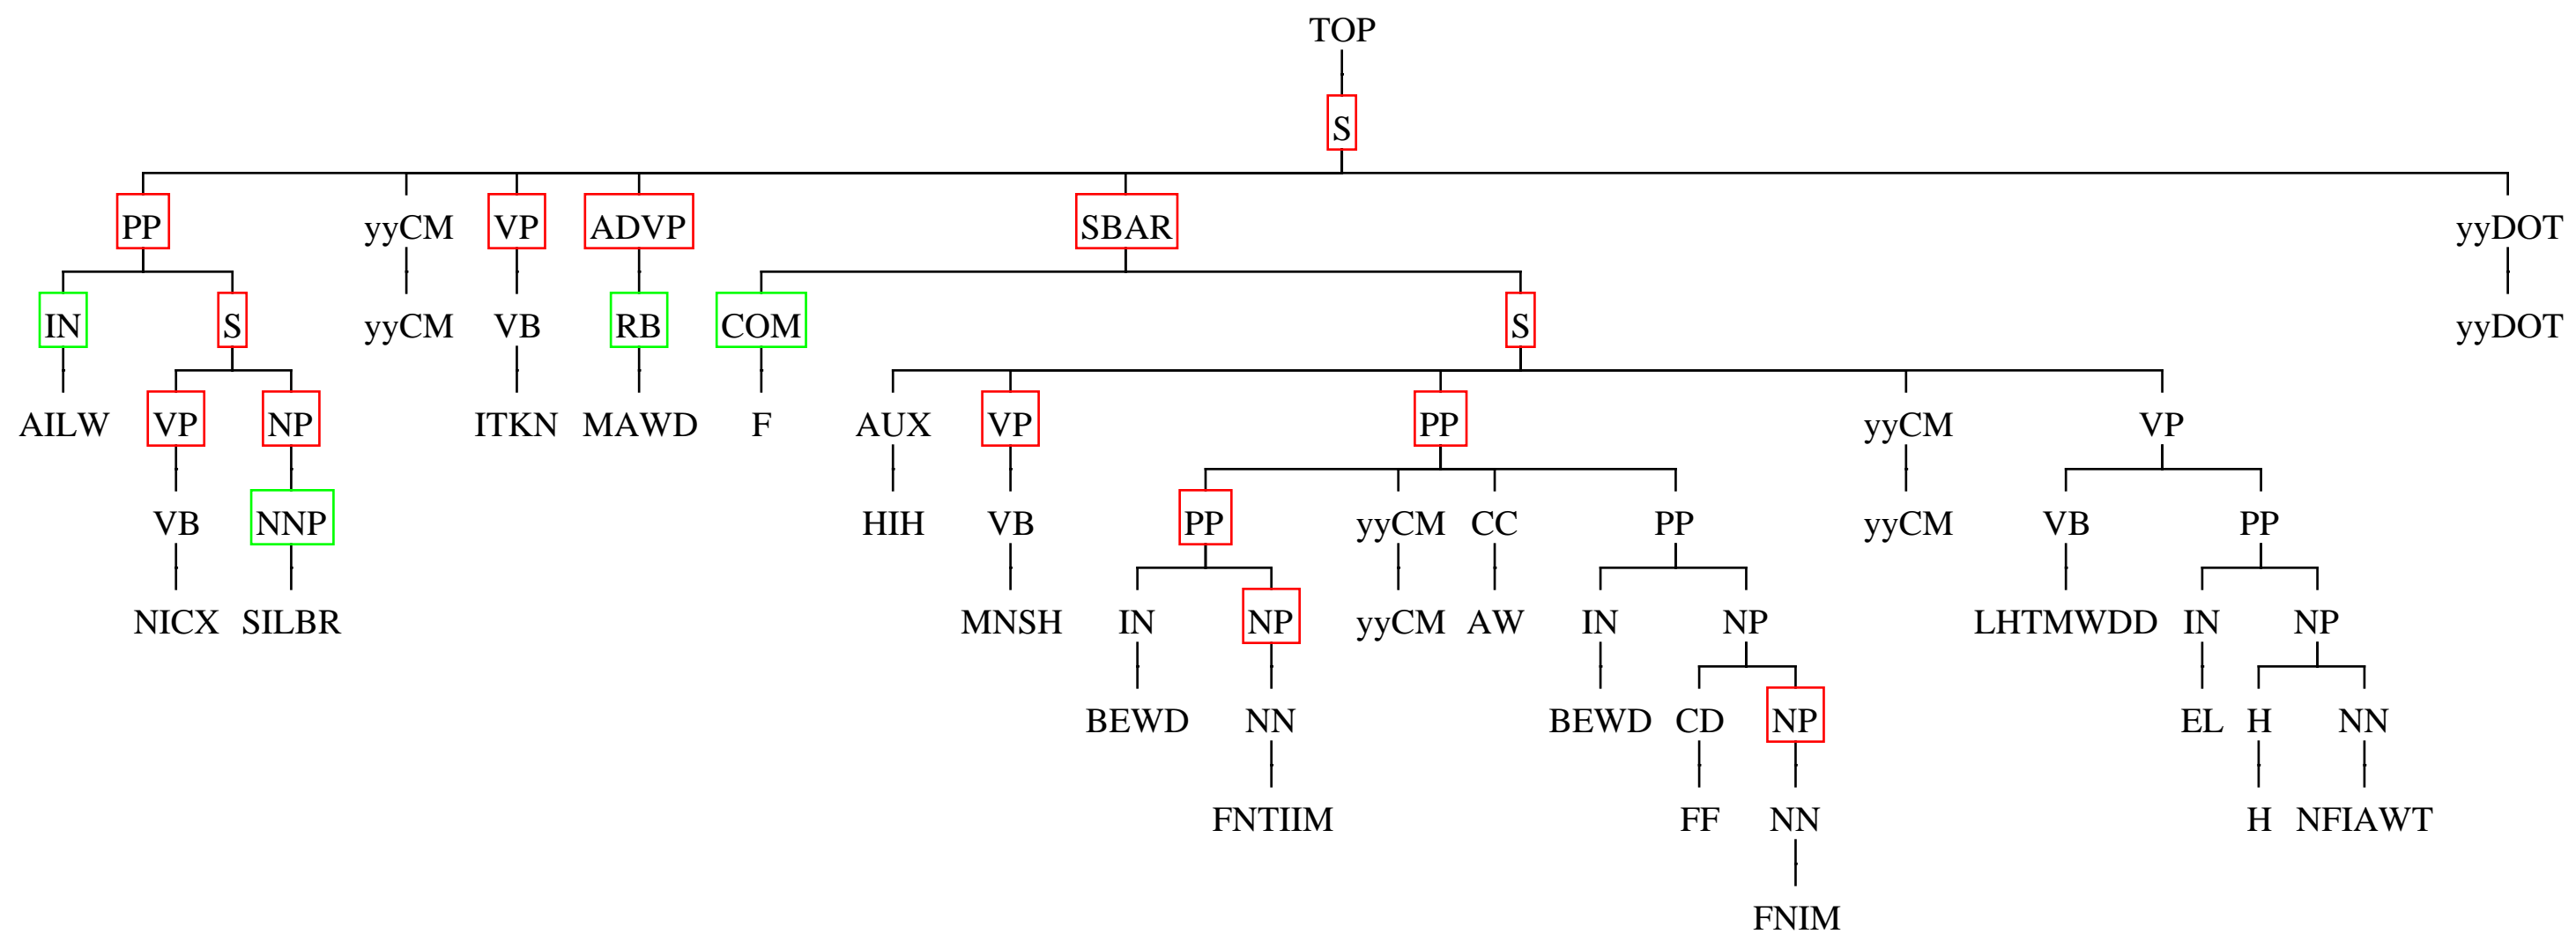 TOP
S
PP yyCM VP ADVP SBAR yyDOT
IN S yyCM VB RB COM S yyDOT
AILW VP NP ITKN MAWD F AUX VP PP yyCM VP
VB NNP HIH VB PP yyCM CC PP yyCM VB PP
NICX SILBR MNSH IN NP yyCM AW IN NP LHTMWDD IN NP
BEWD NN BEWD CD NP EL H NN
FNTIIM FF NN H NFIAWT
FNIM